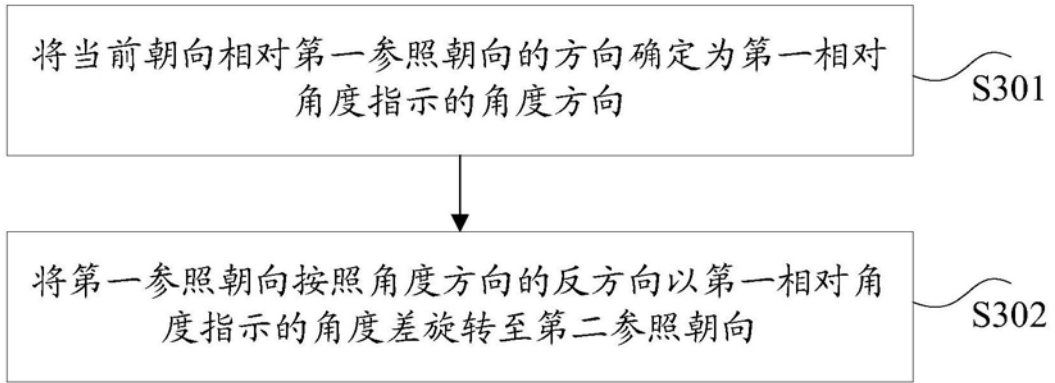 将当前朝向相对第一参照朝向的方向确定为第一相对
角度指示的角度方向
S301
将第一参照朝向按照角度方向的反方向以第一相对角
度指示的角度差旋转至第二参照朝向
S302